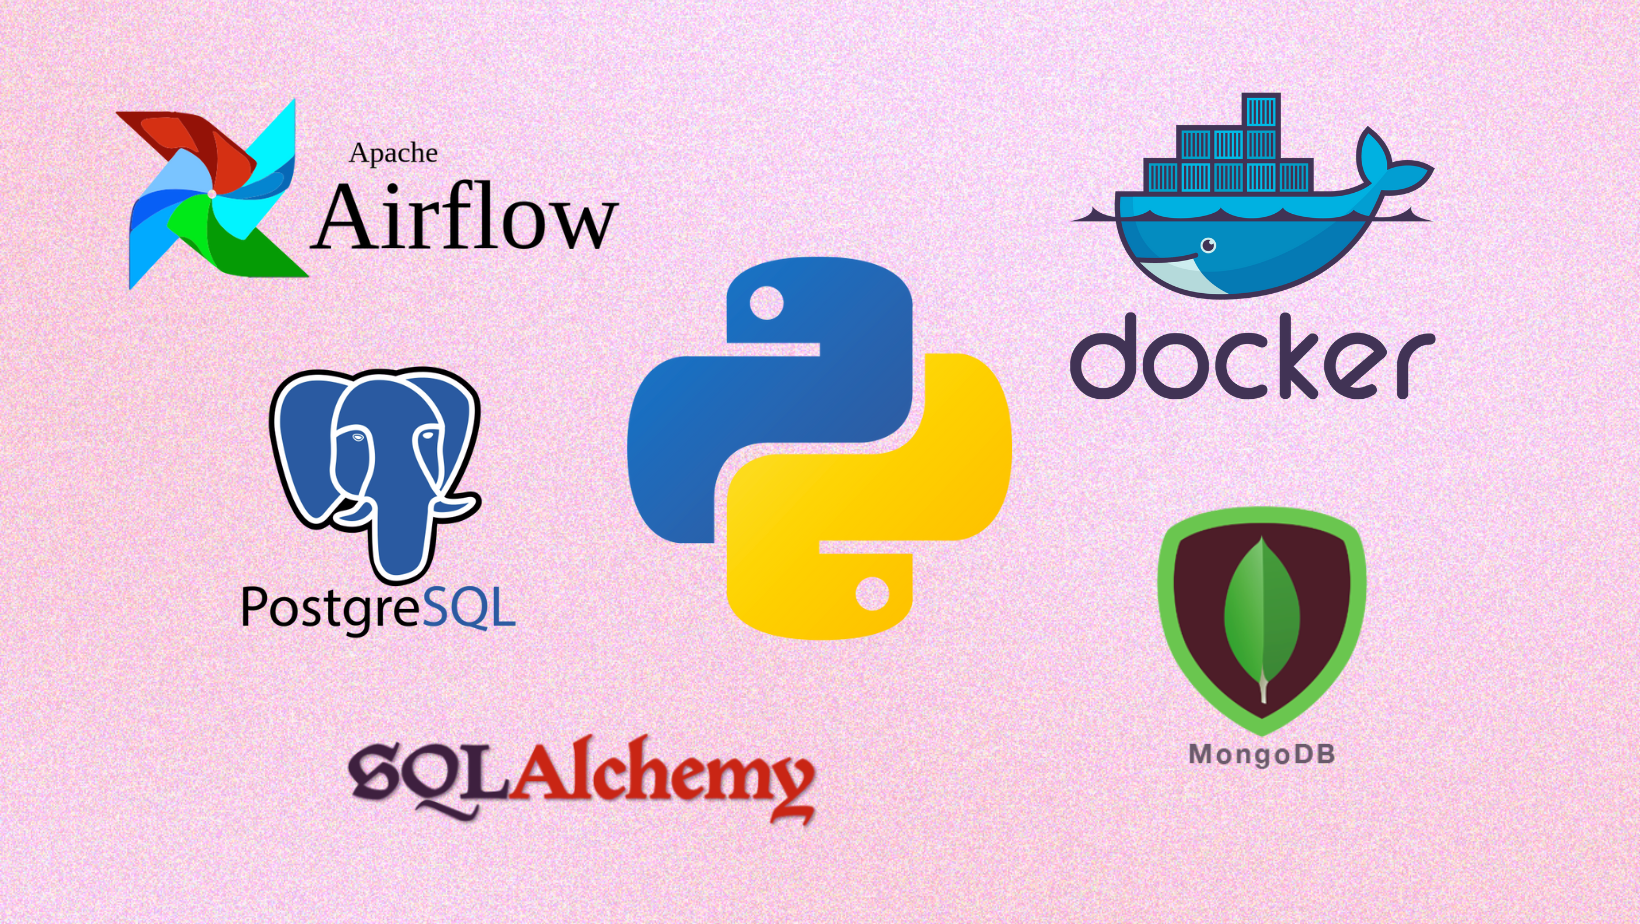 Apache
Airflow
docker
PostgreSQL
MongoDB
SQLAlchemy